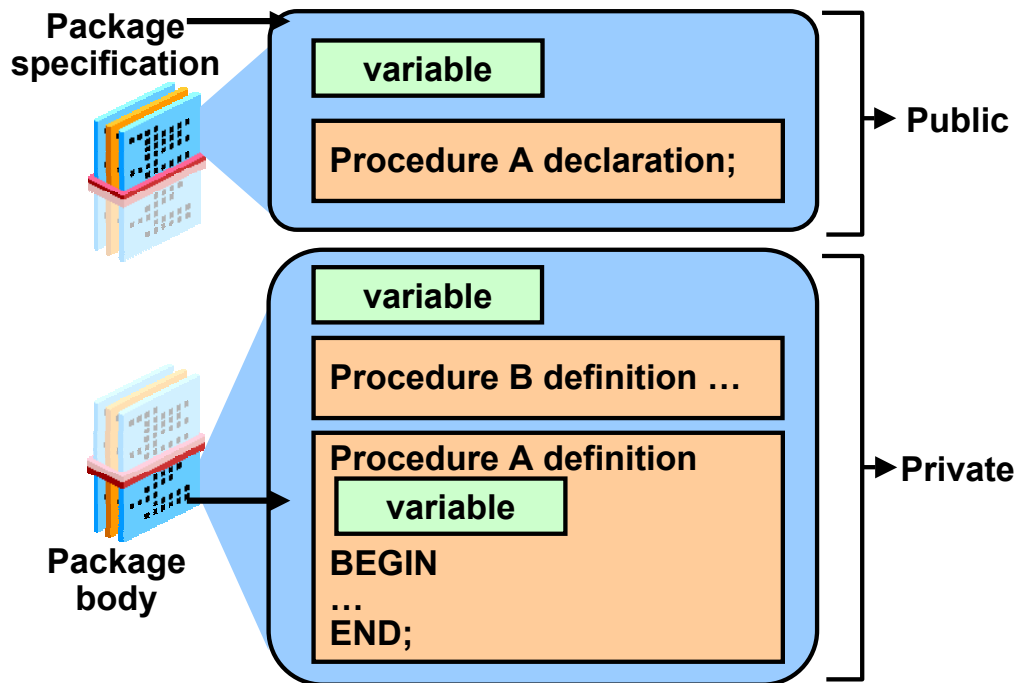 Package
specification
variable
Procedure A declaration;
Public
variable
Procedure B definition …
Procedure A definition
variable
BEGIN
…
END;
Private
Package
body